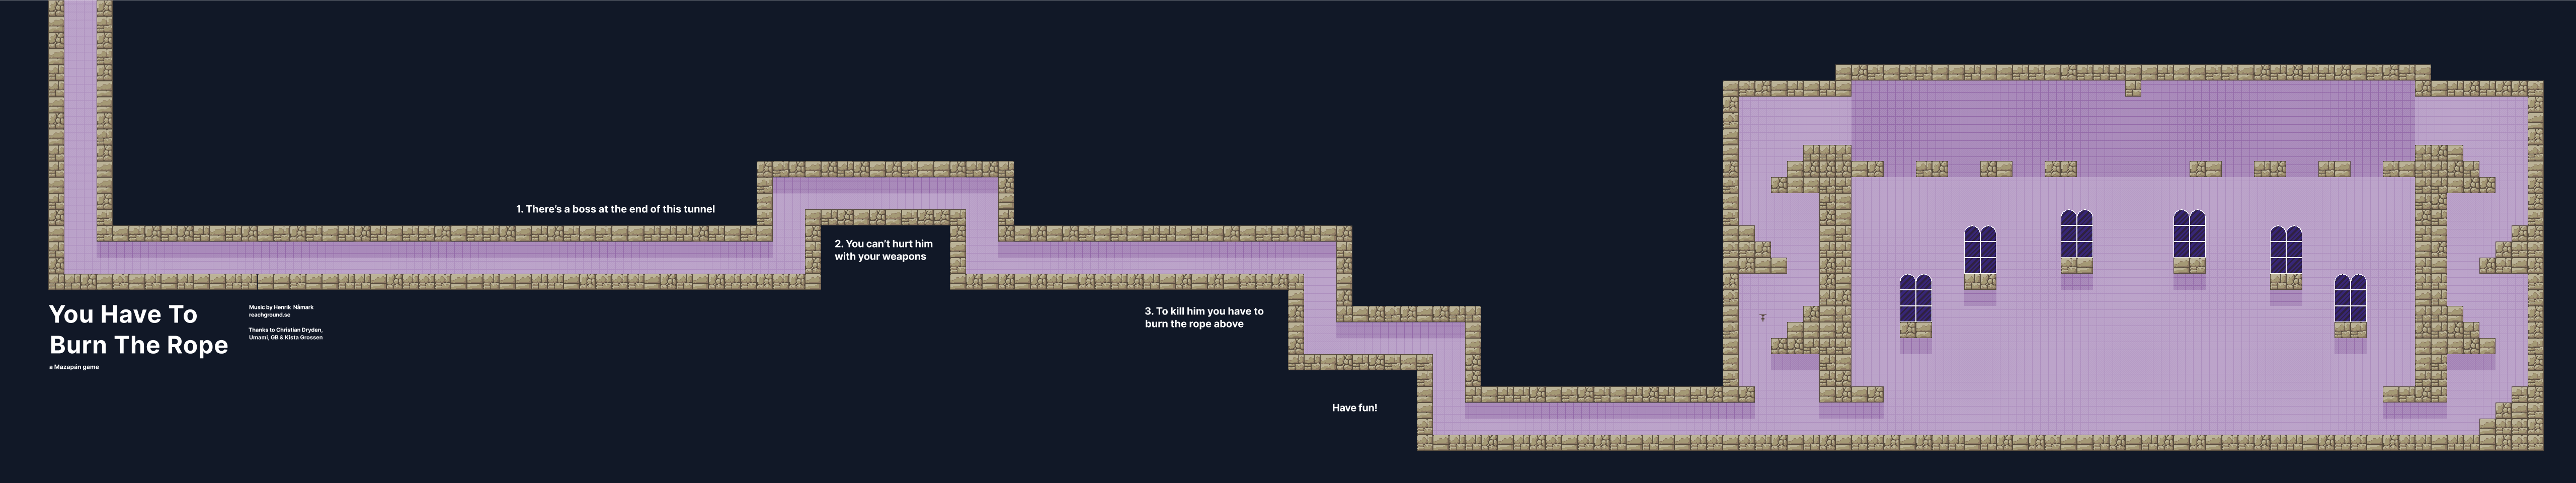 1. There's a boss at the end of this tunnel
2. You can't hurt him
with your weapons
You Have To
Burn The Rope
a Mazapán game
Music by Henrik Nåmark
reachground.se
Thanks to Christian Dryden,
Umami, GB & Kista Grossen
3. To kill him you have to
burn the rope above
Have fun!